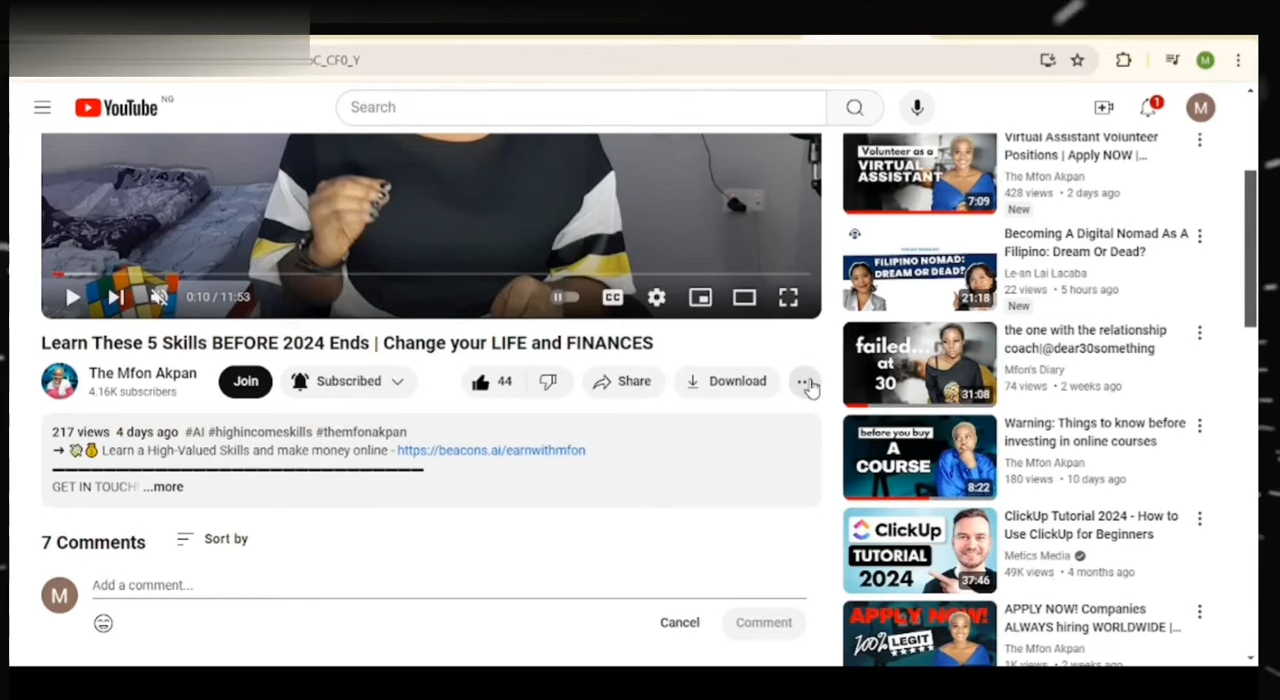 C_CF0_Y
M
YouTube NG
Search
1
M
0:10 / 11:53
CC
Learn These 5 Skills BEFORE 2024 Ends | Change your LIFE and FINANCES
The Mfon Akpan
4.16K subscribers
Join
Subscribed
44
Share
Download
217 views 4 days ago #AI #highincomeskills #themfonakpan
→ Learn a High-Valued Skills and make money online - https://beacons.ai/earnwithmfon
GET IN TOUCH ...more
7 Comments
Sort by
M
Add a comment...
Cancel
Comment
Volunteer as a
VIRTUAL
ASSISTANT
7:09
Virtual Assistant Volunteer
Positions | Apply NOW |...
The Mfon Akpan
428 views • 2 days ago
New
FILIPINO NOMAD:
DREAM OR DEAD?
21:18
Becoming A Digital Nomad As A
Filipino: Dream Or Dead?
Le-an Lai Lacaba
22 views • 5 hours ago
New
failed...
at
30
31:08
the one with the relationship
coach|@dear30something
Mfon's Diary
74 views • 2 weeks ago
before you buy
A
COURSE
8:22
Warning: Things to know before
investing in online courses
The Mfon Akpan
180 views • 10 days ago
ClickUp
TUTORIAL
2024
37:46
ClickUp Tutorial 2024 - How to
Use ClickUp for Beginners
Metics Media
49K views • 4 months ago
APPLY NOW!
100% LEGIT
APPLY NOW! Companies
ALWAYS hiring WORLDWIDE |...
The Mfon Akpan
1K views • 2 weeks ago